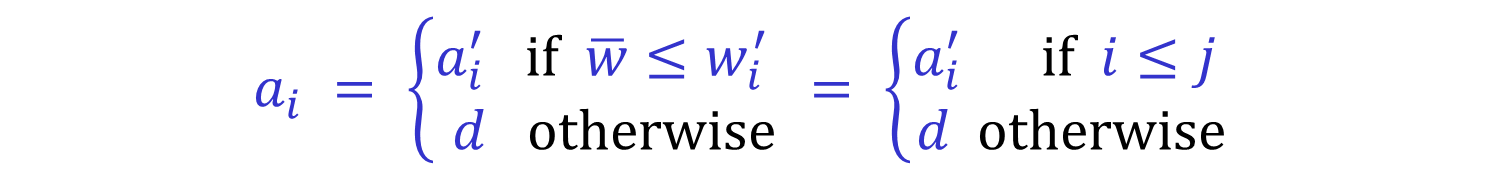 a_i = { a′_i if w̅ ≤ w′_i = { a′_i if i ≤ j
d otherwise d otherwise